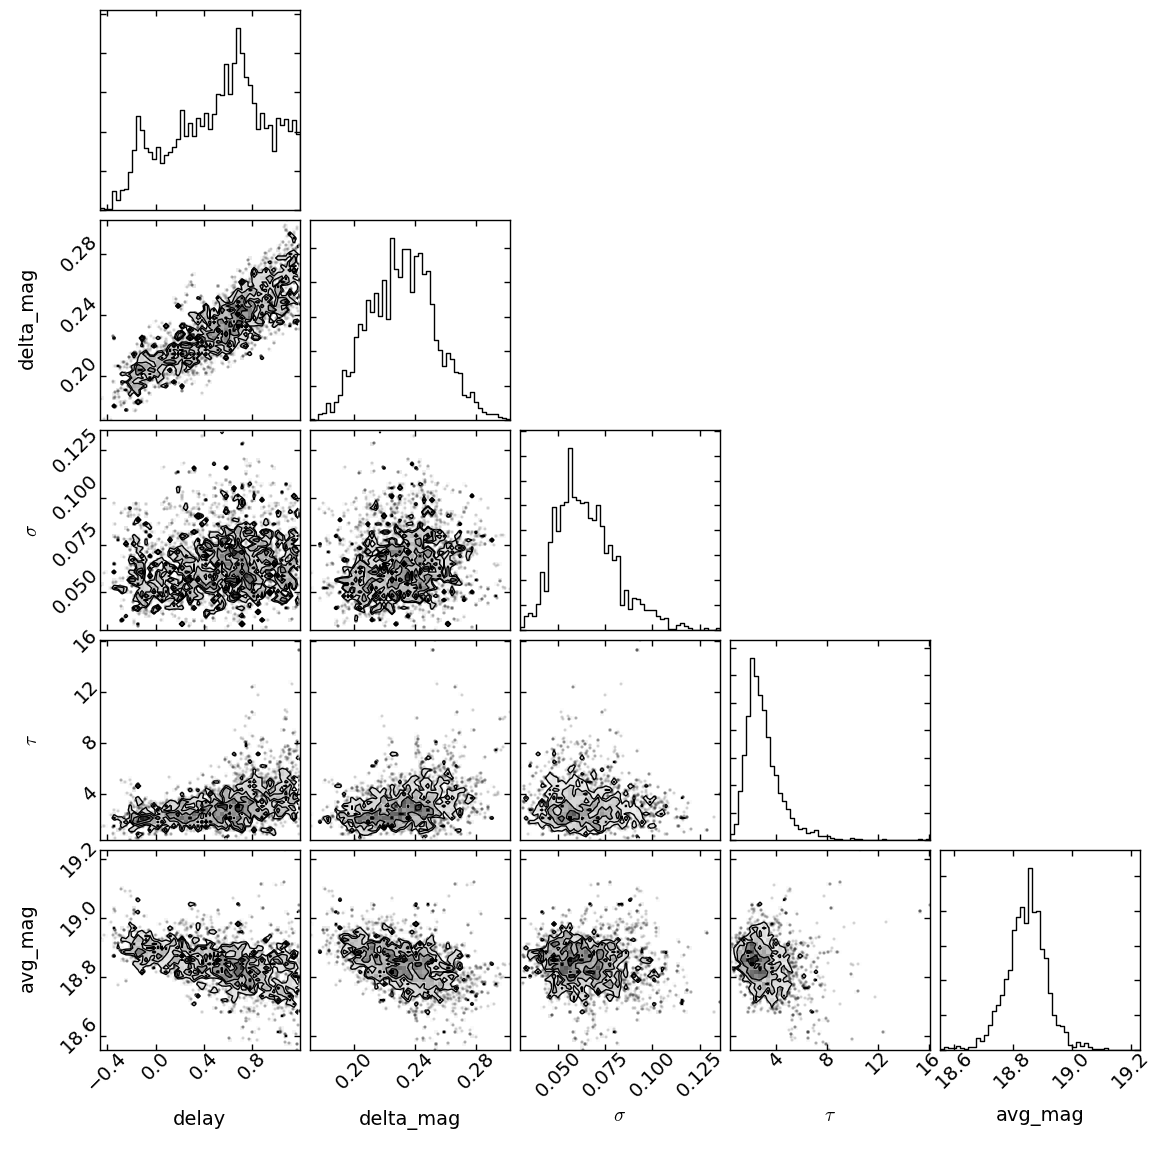 0.28
0.24
0.20
delta_mag
0.125
0.100
0.075
0.050
σ
16
12
8
4
τ
19.2
19.0
18.8
18.6
avg_mag
−0.4 0.0 0.4 0.8
0.20 0.24 0.28
0.050 0.075 0.100 0.125
4 8 12 16
18.6 18.8 19.0 19.2
delay delta_mag σ τ avg_mag